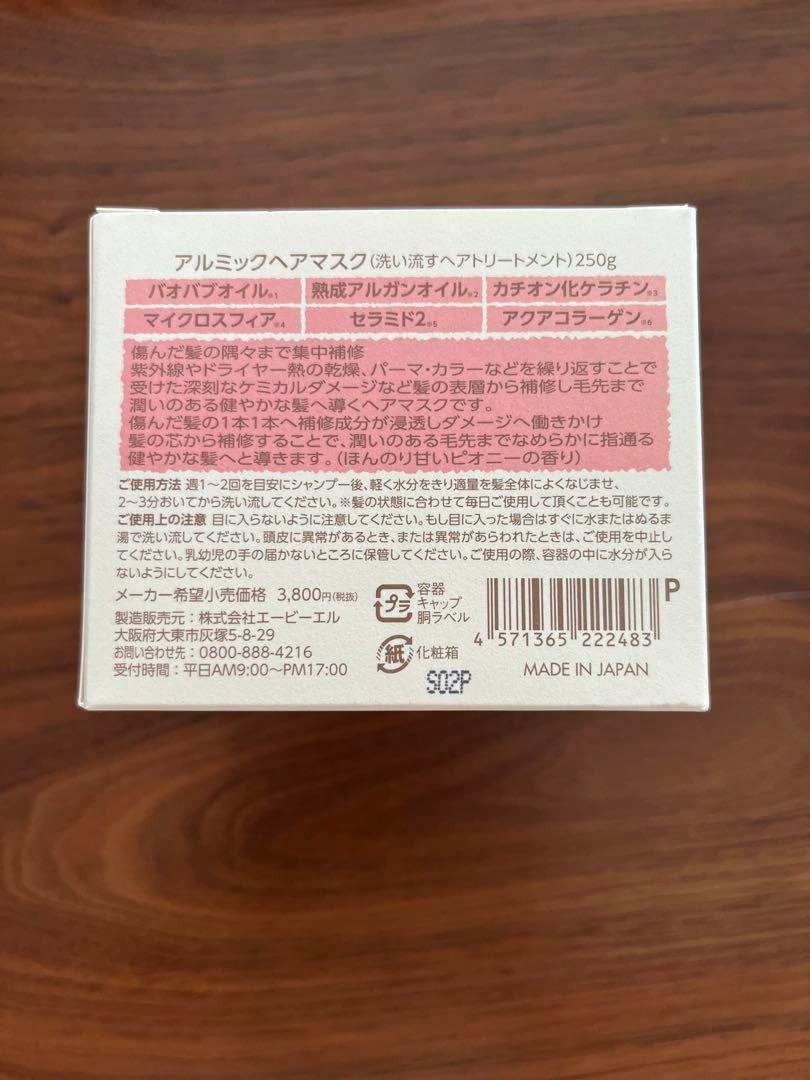 アルミックヘアマスク(洗い流すヘアトリートメント)250g
バオバブオイル※1 熟成アルガンオイル※2 カチオン化ケラチン※3
マイクロスフィア※4 セラミド2※5 アクアコラーゲン※6
傷んだ髪の隅々まで集中補修
紫外線やドライヤー熱の乾燥、パーマ・カラーなどを繰り返すことで
受けた深刻なケミカルダメージなど髪の表層から補修し毛先まで
潤いのある健やかな髪へ導くヘアマスクです。
傷んだ髪の1本1本へ補修成分が浸透しダメージへ働きかけ
髪の芯から補修することで、潤いのある毛先までなめらかに指通る
健やかな髪へと導きます。(ほんのり甘いピオニーの香り)
ご使用方法 週1〜2回を目安にシャンプー後、軽く水分をきり適量を髪全体によくなじませ、
2〜3分おいてから洗い流してください。※髪の状態に合わせて毎日ご使用して頂くことも可能です。
ご使用上の注意 目に入らないように注意してください。もし目に入った場合はすぐに水またはぬるま
湯で洗い流してください。頭皮に異常があるとき、または異常があらわれたときは、ご使用を中止し
てください。乳幼児の手の届かないところに保管してください。ご使用の際、容器の中に水分が入ら
ないようにしてください。
メーカー希望小売価格 3,800円(税抜)
製造販売元:株式会社エービーエル
大阪府大東市灰塚5-8-29
お問い合わせ先:0800-888-4216
受付時間:平日AM9:00〜PM17:00
プラ
容器
キャップ
胴ラベル
紙 化粧箱
S02P
P
4 571365 222483
MADE IN JAPAN